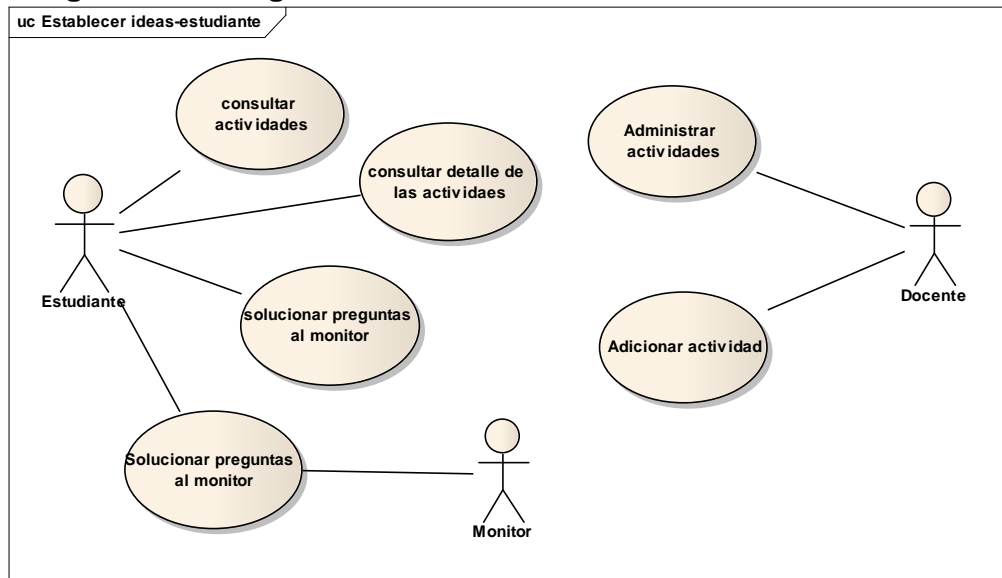 uc Establecer ideas-estudiante
consultar
actividades
consultar detalle de
las activideas
Administrar
actividades
Estudiante
Docente
solucionar preguntas
al monitor
Adicionar actividad
Solucionar preguntas
al monitor
Monitor